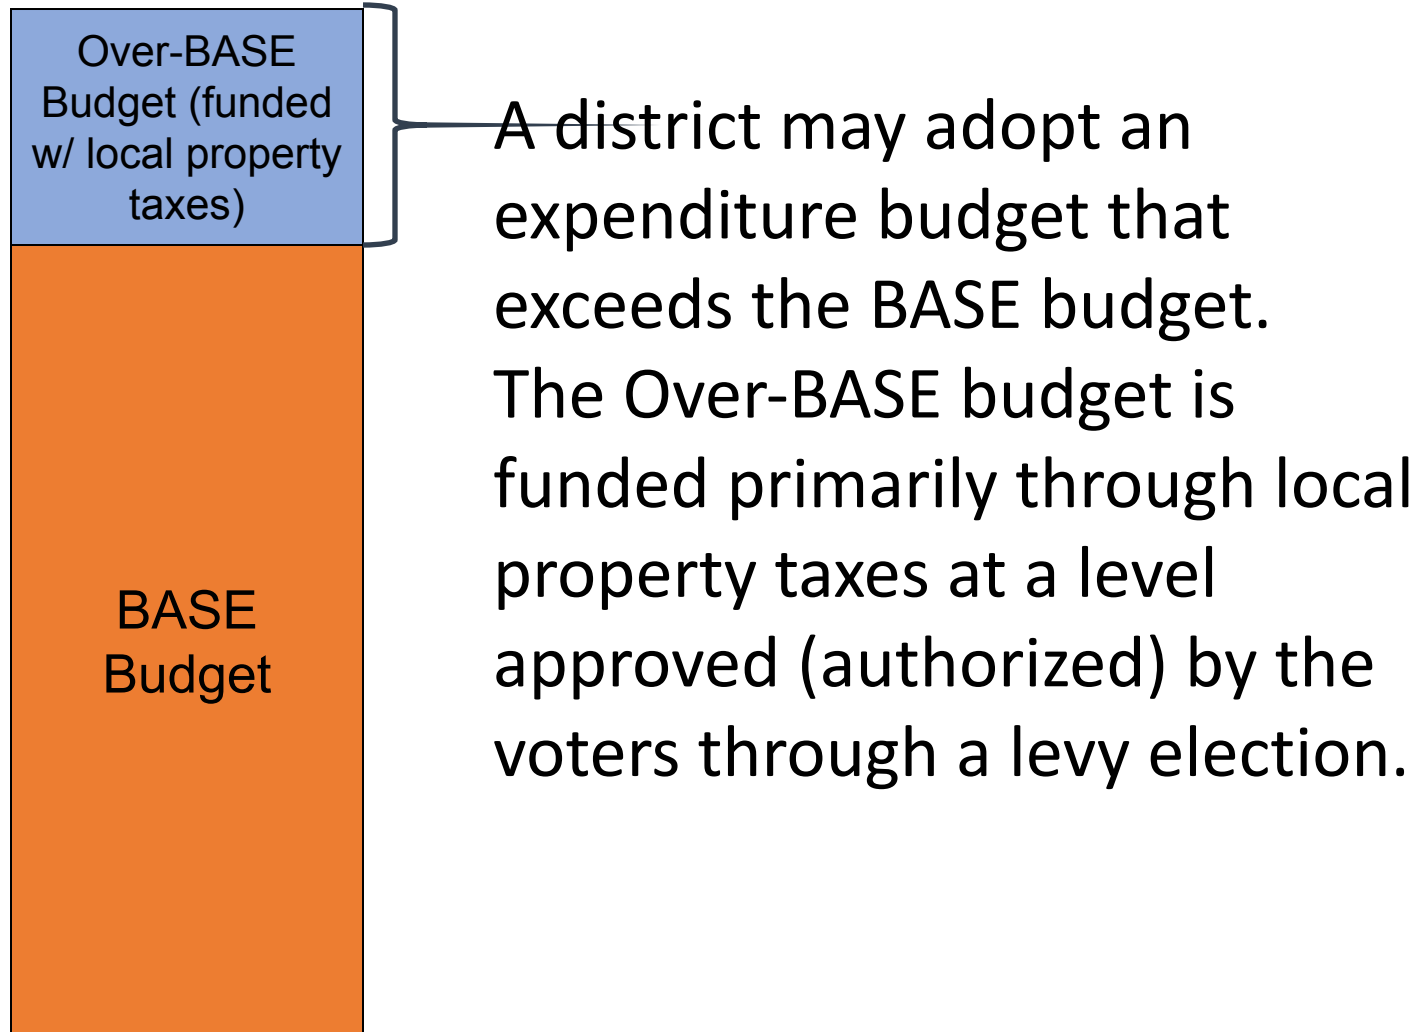 Over-BASE
Budget (funded
w/ local property
taxes)
A district may adopt an
expenditure budget that
exceeds the BASE budget.
The Over-BASE budget is
funded primarily through local
property taxes at a level
approved (authorized) by the
voters through a levy election.
BASE
Budget